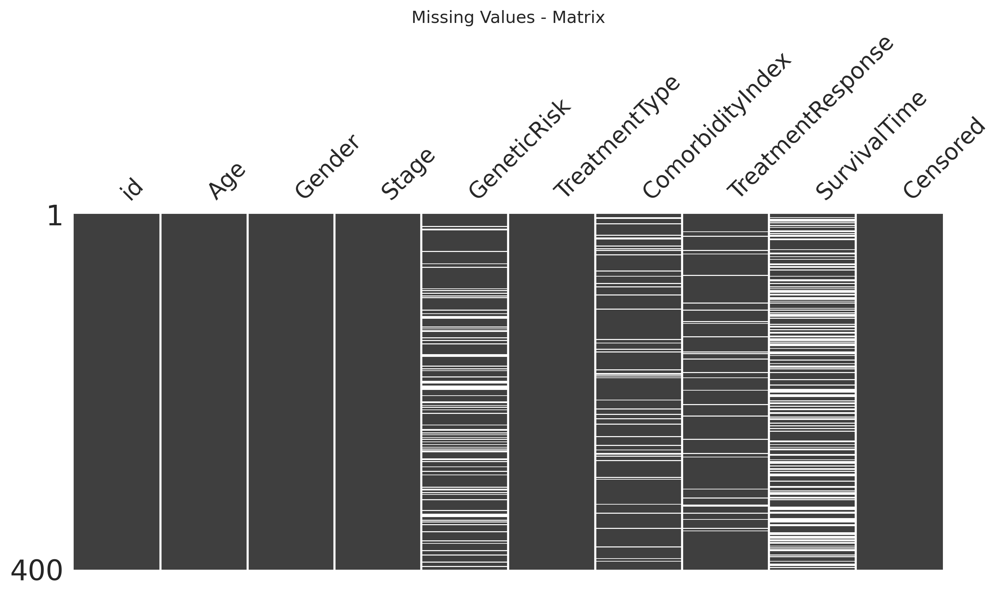 Missing Values - Matrix
id
Age
Gender
Stage
GeneticRisk
TreatmentType
ComorbidityIndex
TreatmentResponse
SurvivalTime
Censored
1
400